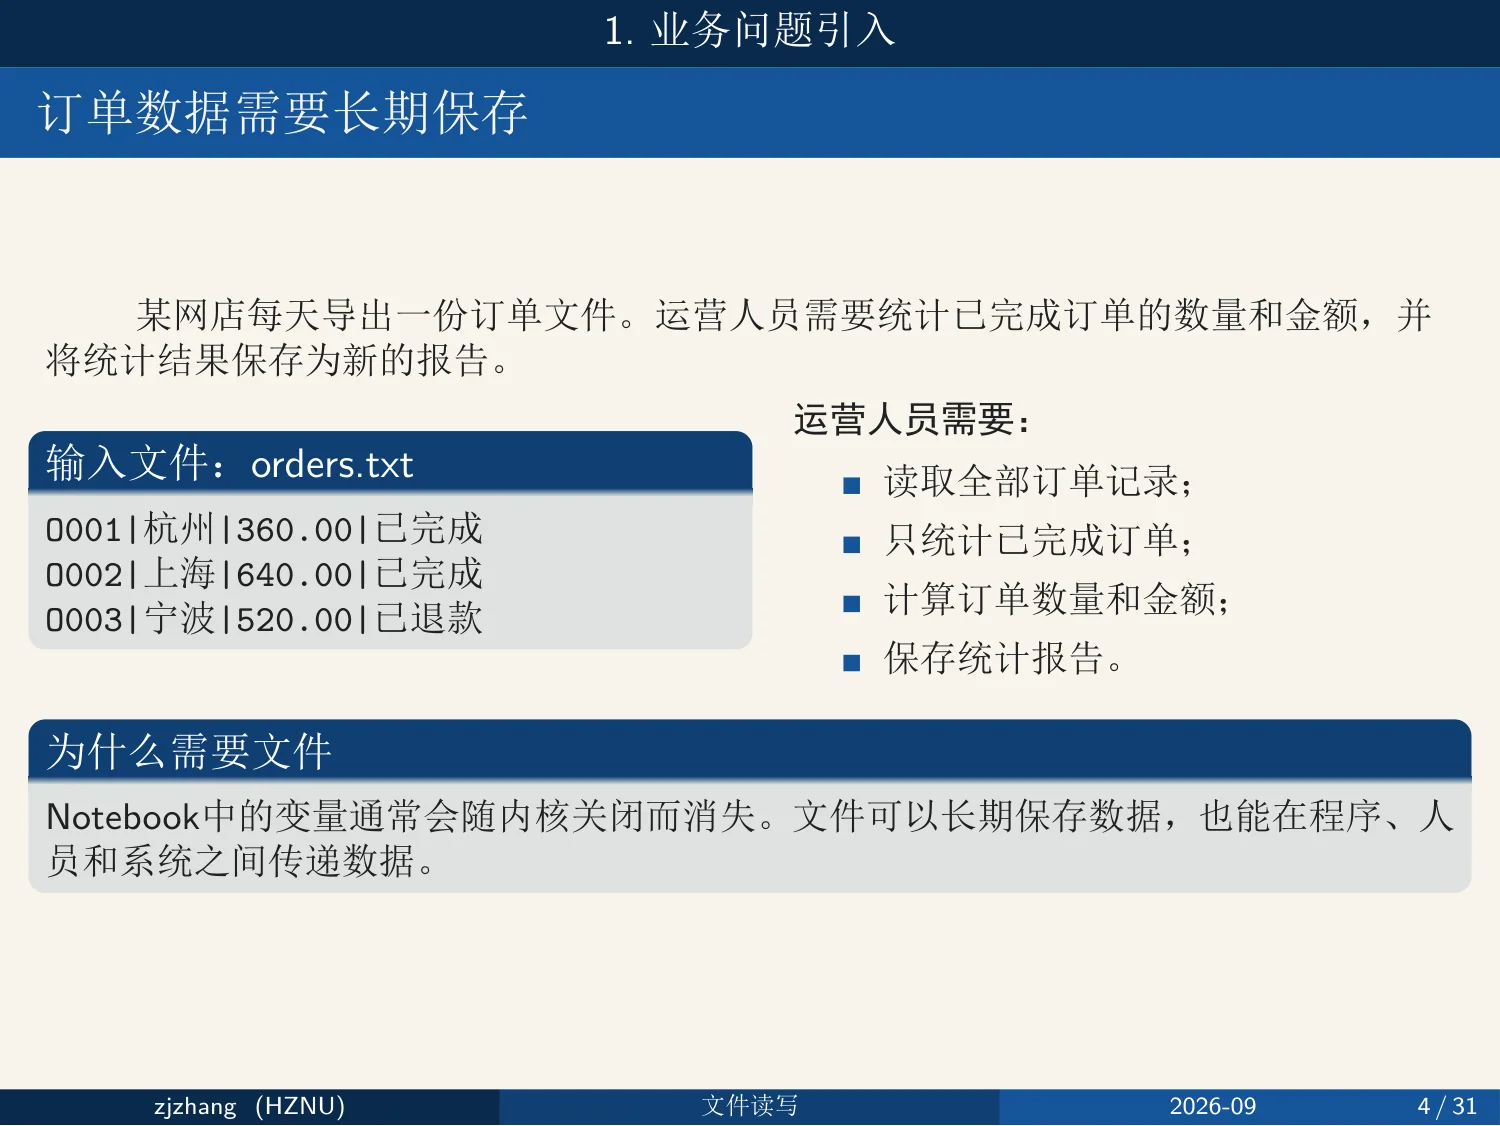 1. 业务问题引入
订单数据需要长期保存
某网店每天导出一份订单文件。运营人员需要统计已完成订单的数量和金额，并
将统计结果保存为新的报告。
输入文件：orders.txt
O001|杭州|360.00|已完成
O002|上海|640.00|已完成
O003|宁波|520.00|已退款
运营人员需要：
读取全部订单记录；
只统计已完成订单；
计算订单数量和金额；
保存统计报告。
为什么需要文件
Notebook中的变量通常会随内核关闭而消失。文件可以长期保存数据，也能在程序、人
员和系统之间传递数据。
zjzhang (HZNU)
文件读写
2026-09
4 / 31